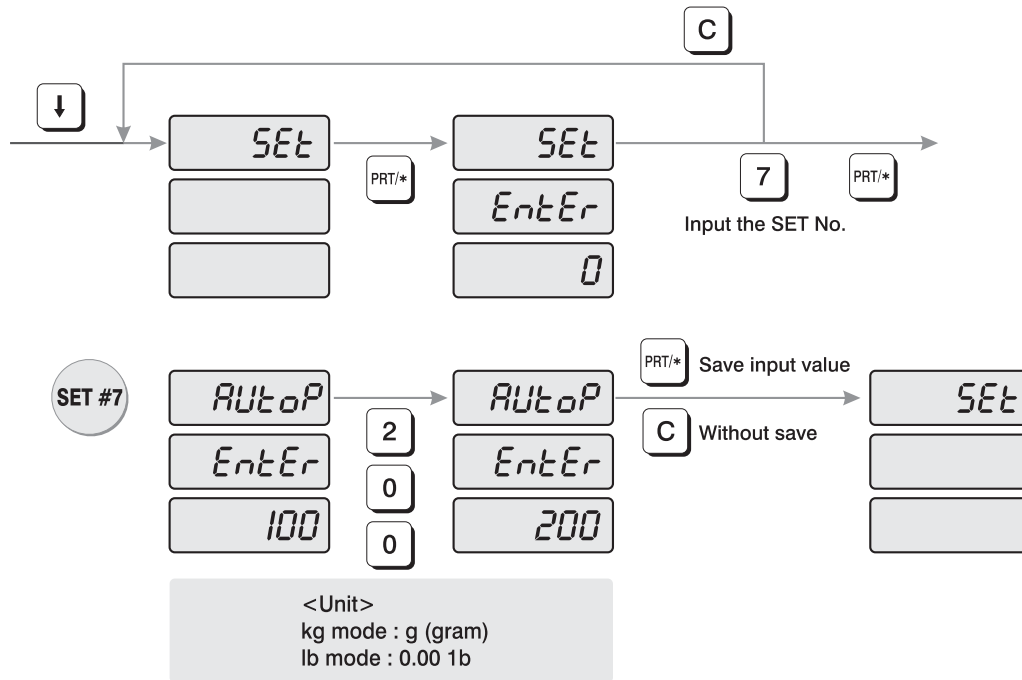 C
↓
SEt
SEt
PRT/*
7
PRT/*
EntEr
Input the SET No.
0
SET #7
AUtoP
AUtoP
PRT/*
Save input value
SEt
2
C
Without save
EntEr
EntEr
0
100
200
0
<Unit>
kg mode : g (gram)
lb mode : 0.00 1b